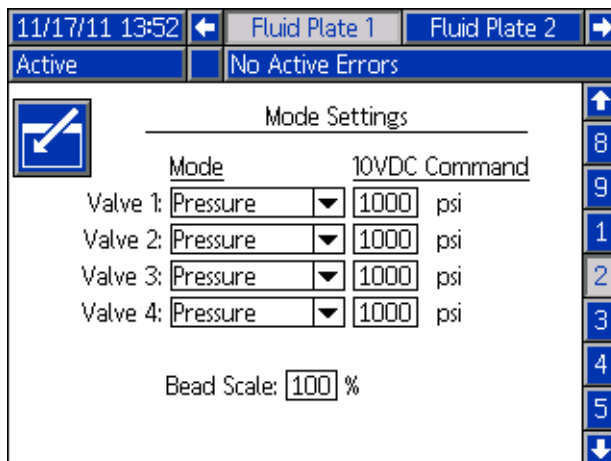 11/17/11 13:52 Fluid Plate 1 Fluid Plate 2
Active No Active Errors
Mode Settings
Mode 10VDC Command
Valve 1: Pressure 1000 psi
Valve 2: Pressure 1000 psi
Valve 3: Pressure 1000 psi
Valve 4: Pressure 1000 psi
Bead Scale: 100 %
8
9
1
2
3
4
5